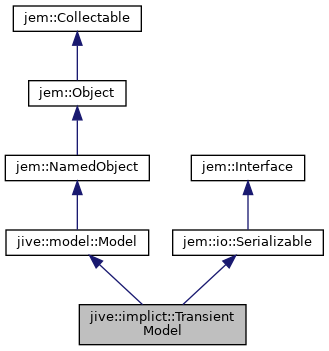 jem::Collectable
jem::Object
jem::NamedObject
jem::Interface
jive::model::Model
jem::io::Serializable
jive::implict::Transient
Model